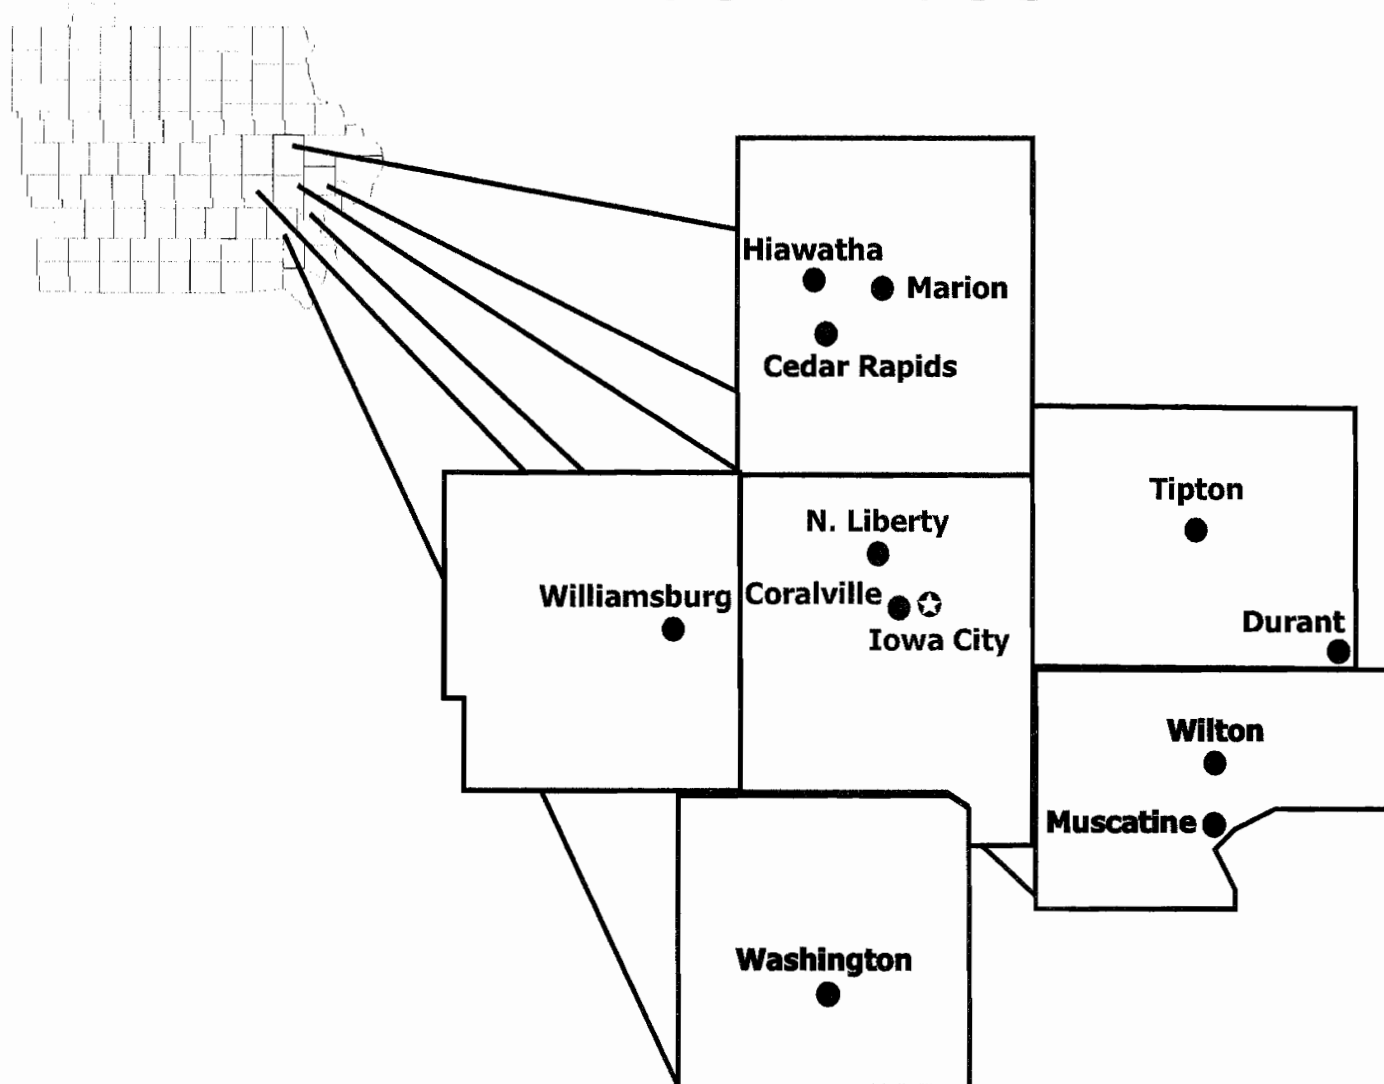 Hiawatha
Marion
Cedar Rapids
Tipton
N. Liberty
Williamsburg
Coralville
Iowa City
Durant
Wilton
Muscatine
Washington